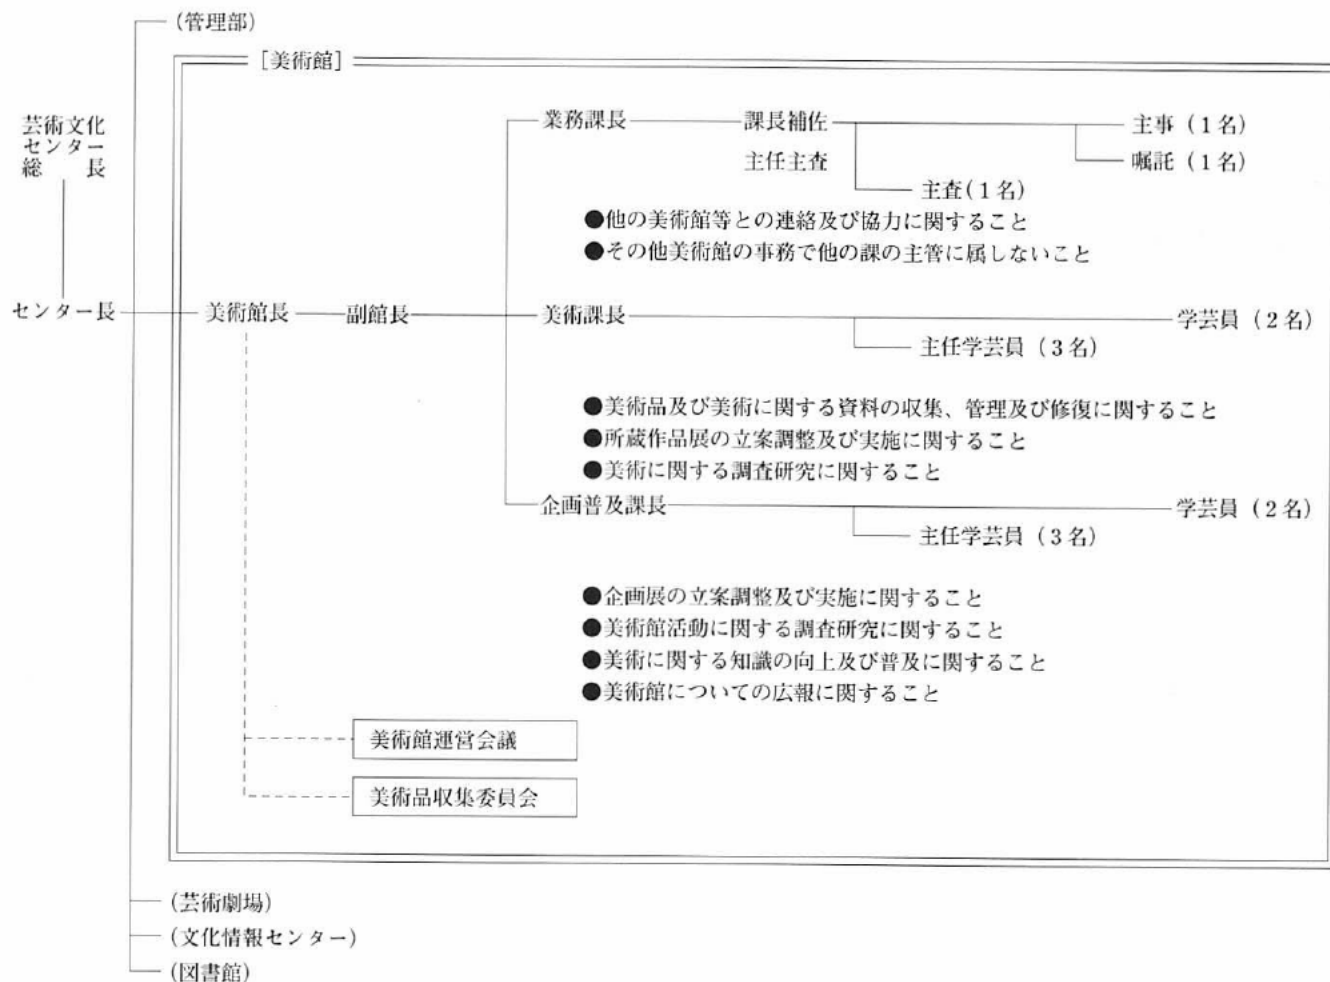 (管理部)
[美術館]
芸術文化
センター
総　長
センター長
美術館長
副館長
業務課長
課長補佐
主任主査
主事 (1名)
嘱託 (1名)
主査(1名)
●他の美術館等との連絡及び協力に関すること
●その他美術館の事務で他の課の主管に属しないこと
美術課長
学芸員 (2名)
主任学芸員 (3名)
●美術品及び美術に関する資料の収集、管理及び修復に関すること
●所蔵作品展の立案調整及び実施に関すること
●美術に関する調査研究に関すること
企画普及課長
学芸員 (2名)
主任学芸員 (3名)
●企画展の立案調整及び実施に関すること
●美術館活動に関する調査研究に関すること
●美術に関する知識の向上及び普及に関すること
●美術館についての広報に関すること
美術館運営会議
美術品収集委員会
(芸術劇場)
(文化情報センター)
(図書館)